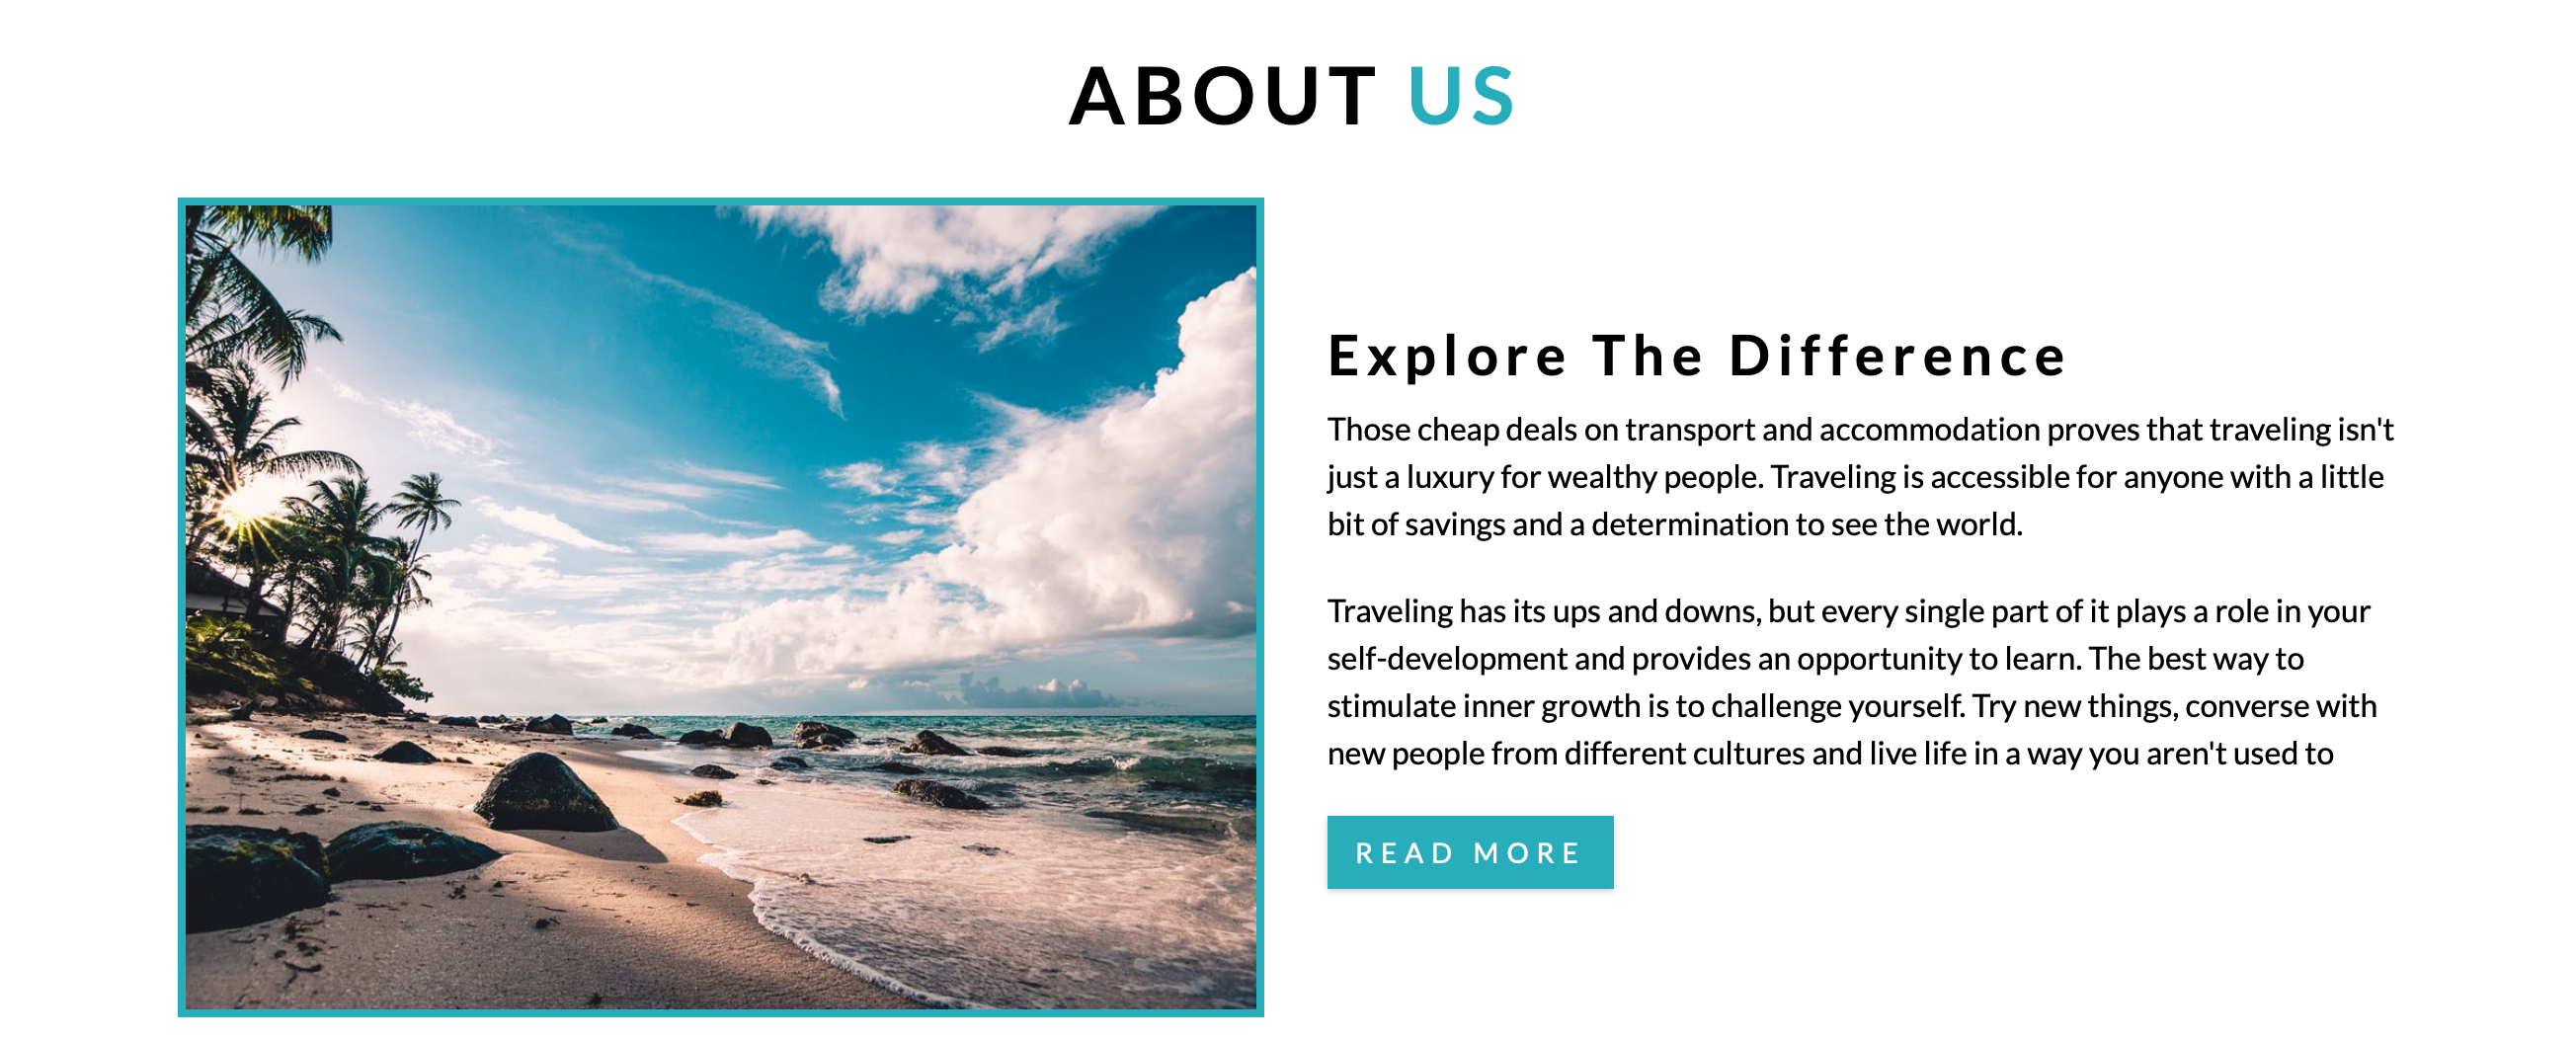 ABOUT US
Explore The Difference
Those cheap deals on transport and accommodation proves that traveling isn't
just a luxury for wealthy people. Traveling is accessible for anyone with a little
bit of savings and a determination to see the world.
Traveling has its ups and downs, but every single part of it plays a role in your
self-development and provides an opportunity to learn. The best way to
stimulate inner growth is to challenge yourself. Try new things, converse with
new people from different cultures and live life in a way you aren't used to
READ MORE